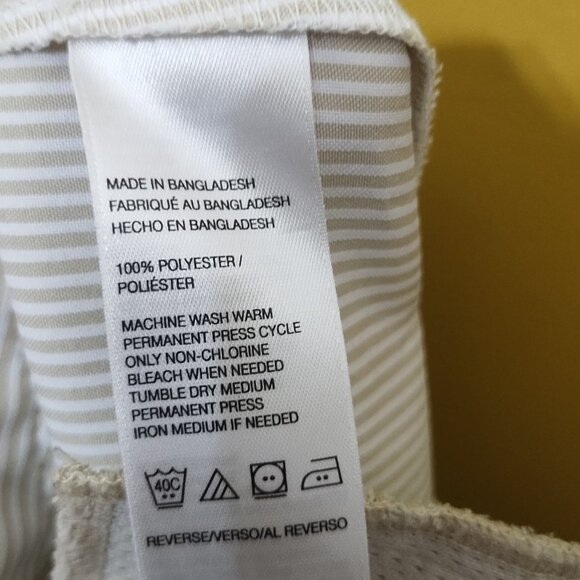 MADE IN BANGLADESH
FABRIQUÉ AU BANGLADESH
HECHO EN BANGLADESH
100% POLYESTER /
POLIÉSTER
MACHINE WASH WARM
PERMANENT PRESS CYCLE
ONLY NON-CHLORINE
BLEACH WHEN NEEDED
TUMBLE DRY MEDIUM
PERMANENT PRESS
IRON MEDIUM IF NEEDED
40C
REVERSE/VERSO/AL REVERSO